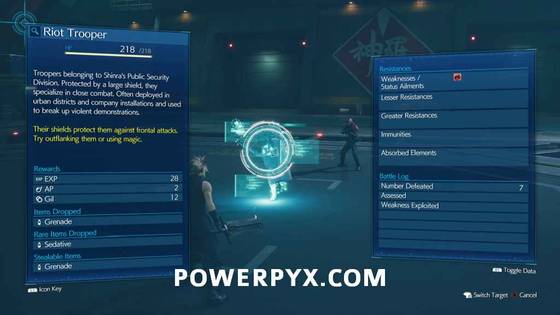 Riot Trooper
HP 218 /218
Troopers belonging to Shinra's Public Security
Division. Protected by a large shield, they
specialize in close combat. Often deployed in
urban districts and company installations and used
to break up violent demonstrations.
Their shields protect them against frontal attacks.
Try outflanking them or using magic.
Rewards
EXP EXP 28
AP 2
Gil 12
Items Dropped
Grenade
Rare Items Dropped
Sedative
Stealable Items
Grenade
Icon Key
神羅
Resistances
Weaknesses /
Status Ailments
Lesser Resistances
Greater Resistances
Immunities
Absorbed Elements
Battle Log
Number Defeated 7
Assessed
Weakness Exploited
Toggle Data
Switch Target Cancel
POWERPYX.COM